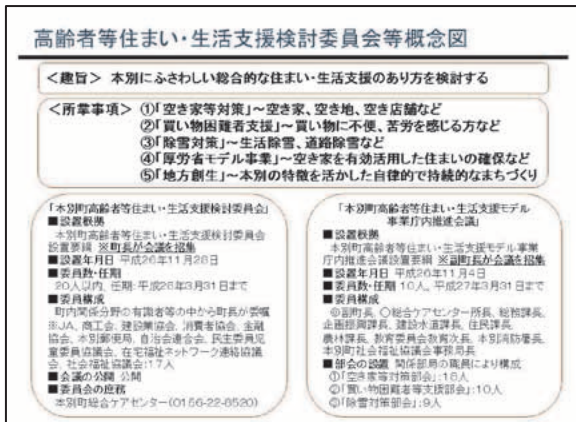 高齢者等住まい・生活支援検討委員会等概念図
＜趣旨＞ 本別にふさわしい総合的な住まい・生活支援のあり方を検討する
＜所掌事項＞ ①「空き家等対策」～空き家、空き地、空き店舗など
②「買い物困難者支援」～買い物に不便、苦労を感じる方など
③「除雪対策」～生活除雪、道路除雪など
④「厚労省モデル事業」～空き家を有効活用した住まいの確保など
⑤「地方創生」～本別の特徴を活かした自律的で持続的なまちづくり
「本別町高齢者等住まい・生活支援検討委員会」
■設置根拠
本別町高齢者等住まい・生活支援検討委員会
設置要綱 ※町長が会議を招集
■設置年月日 平成26年11月28日
■委員数・任期
20人以内、任期:平成28年3月31日まで
■委員構成
町内関係分野の有識者等の中から町長が委嘱
※JA、商工会、建設業協会、消費者協会、金融
協会、本別郵便局、自治会連合会、民生委員児
童委員協議会、在宅福祉ネットワーク連絡協議
会、社会福祉協議会:17人
■会議の公開 公開
■委員会の庶務
本別町総合ケアセンター(0156-22-8520)
「本別町高齢者等住まい・生活支援モデル
事業庁内推進会議」
■設置根拠
本別町高齢者等住まい・生活支援モデル事業
庁内推進会議設置要綱 ※副町長が会議を招集
■設置年月日 平成26年11月4日
■委員数・任期 10人、平成27年3月31日まで
■委員構成
◎副町長、○総合ケアセンター所長、総務課長、
企画振興課長、建設水道課長、住民課長、
農林課長、教育委員会教育次長、本別消防署長、
本別町社会福祉協議会事務局長
■部会の設置 関係部局の職員により構成
①「空き家等対策部会」:16人
②「買い物困難者等支援部会」:10人
③「除雪対策部会」:9人